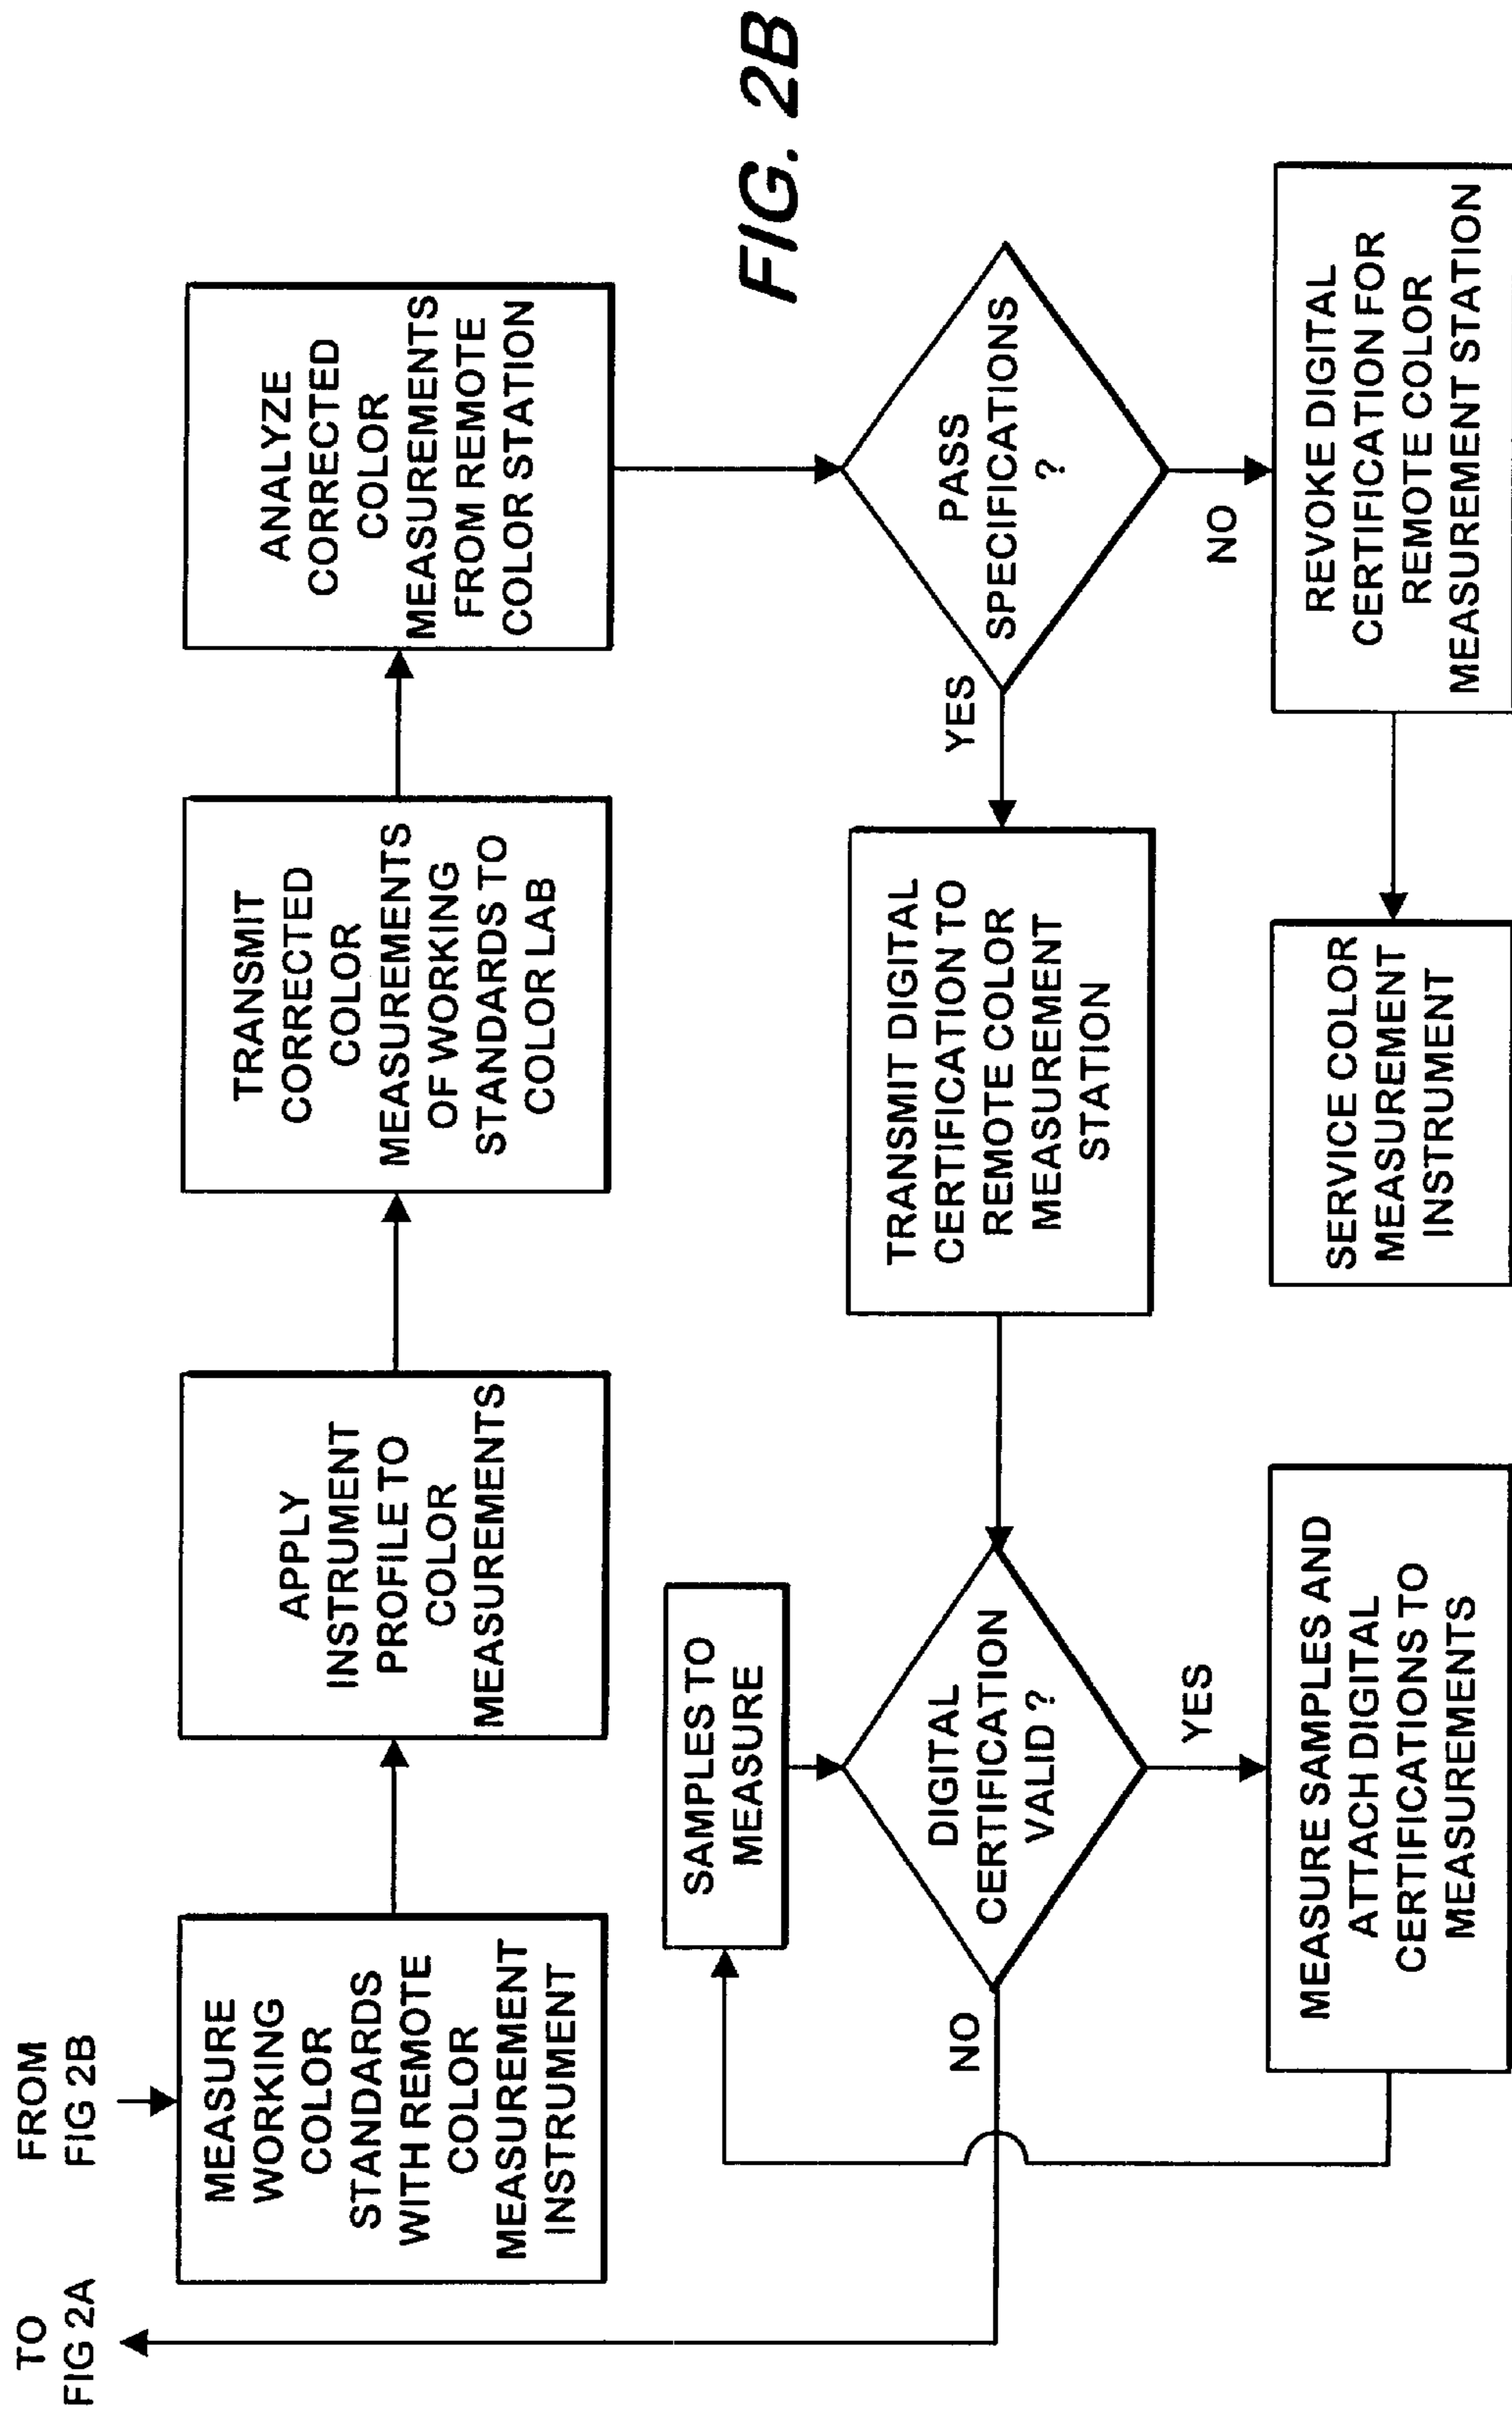 TO
FIG 2A
FROM
FIG 2B
MEASURE
WORKING
COLOR
STANDARDS
WITH REMOTE
COLOR
MEASUREMENT
INSTRUMENT
APPLY
INSTRUMENT
PROFILE TO
COLOR
MEASUREMENTS
TRANSMIT
CORRECTED
COLOR
MEASUREMENTS
OF WORKING
STANDARDS TO
COLOR LAB
ANALYZE
CORRECTED
COLOR
MEASUREMENTS
FROM REMOTE
COLOR STATION
SAMPLES TO
MEASURE
FIG. 2B
NO
DIGITAL
CERTIFICATION
VALID ?
YES
TRANSMIT DIGITAL
CERTIFICATION TO
REMOTE COLOR
MEASUREMENT
STATION
YES
PASS
SPECIFICATIONS
?
NO
MEASURE SAMPLES AND
ATTACH DIGITAL
CERTIFICATIONS TO
MEASUREMENTS
SERVICE COLOR
MEASUREMENT
INSTRUMENT
REVOKE DIGITAL
CERTIFICATION FOR
REMOTE COLOR
MEASUREMENT STATION